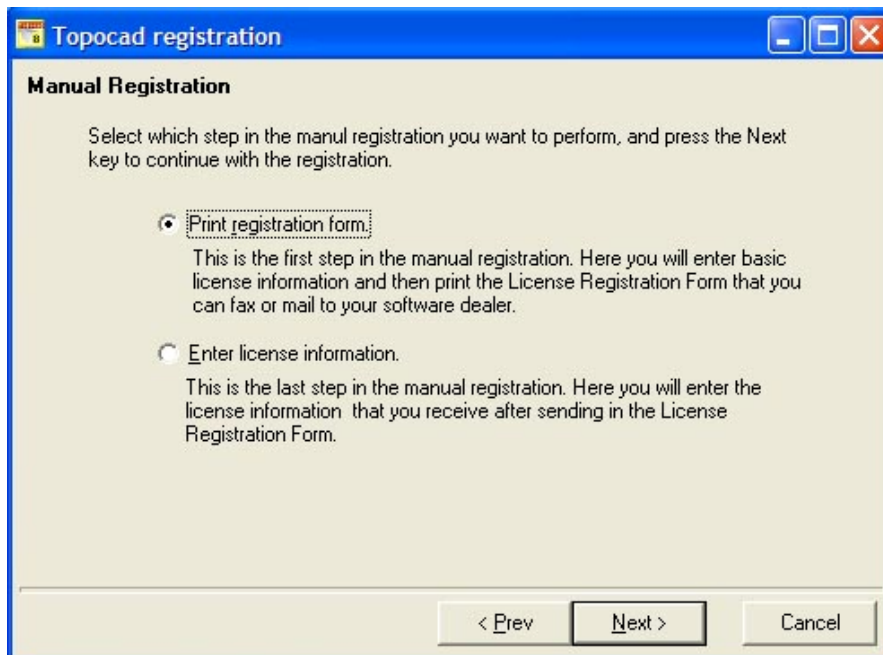 Topocad registration
Manual Registration
Select which step in the manul registration you want to perform, and press the Next
key to continue with the registration.
Print registration form.
This is the first step in the manual registration. Here you will enter basic
license information and then print the License Registration Form that you
can fax or mail to your software dealer.
Enter license information.
This is the last step in the manual registration. Here you will enter the
license information  that you receive after sending in the License
Registration Form.
< Prev
Next >
Cancel